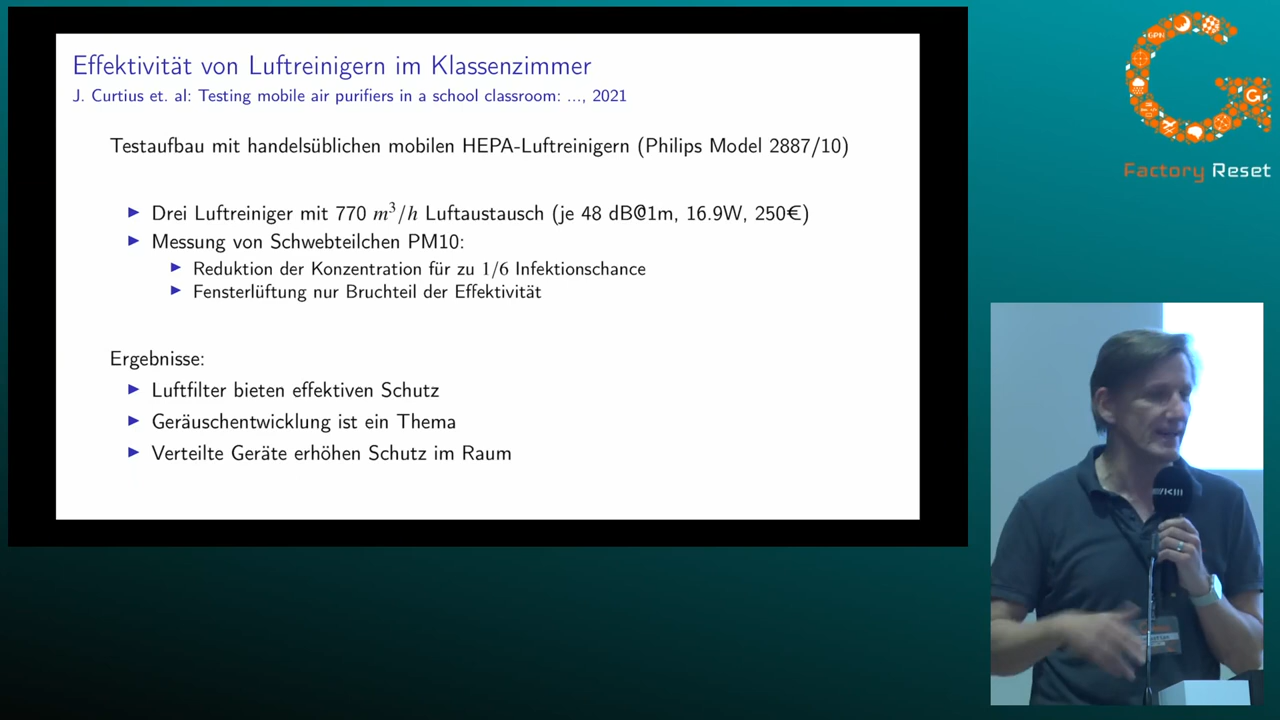 Effektivität von Luftreinigern im Klassenzimmer
J. Curtius et. al: Testing mobile air purifiers in a school classroom: ..., 2021
Testaufbau mit handelsüblichen mobilen HEPA-Luftreinigern (Philips Model 2887/10)
Drei Luftreiniger mit 770 m³/h Luftaustausch (je 48 dB@1m, 16.9W, 250€)
Messung von Schwebteilchen PM10:
Reduktion der Konzentration für zu 1/6 Infektionschance
Fensterlüftung nur Bruchteil der Effektivität
Ergebnisse:
Luftfilter bieten effektiven Schutz
Geräuschentwicklung ist ein Thema
Verteilte Geräte erhöhen Schutz im Raum
GPN
G
Factory Reset